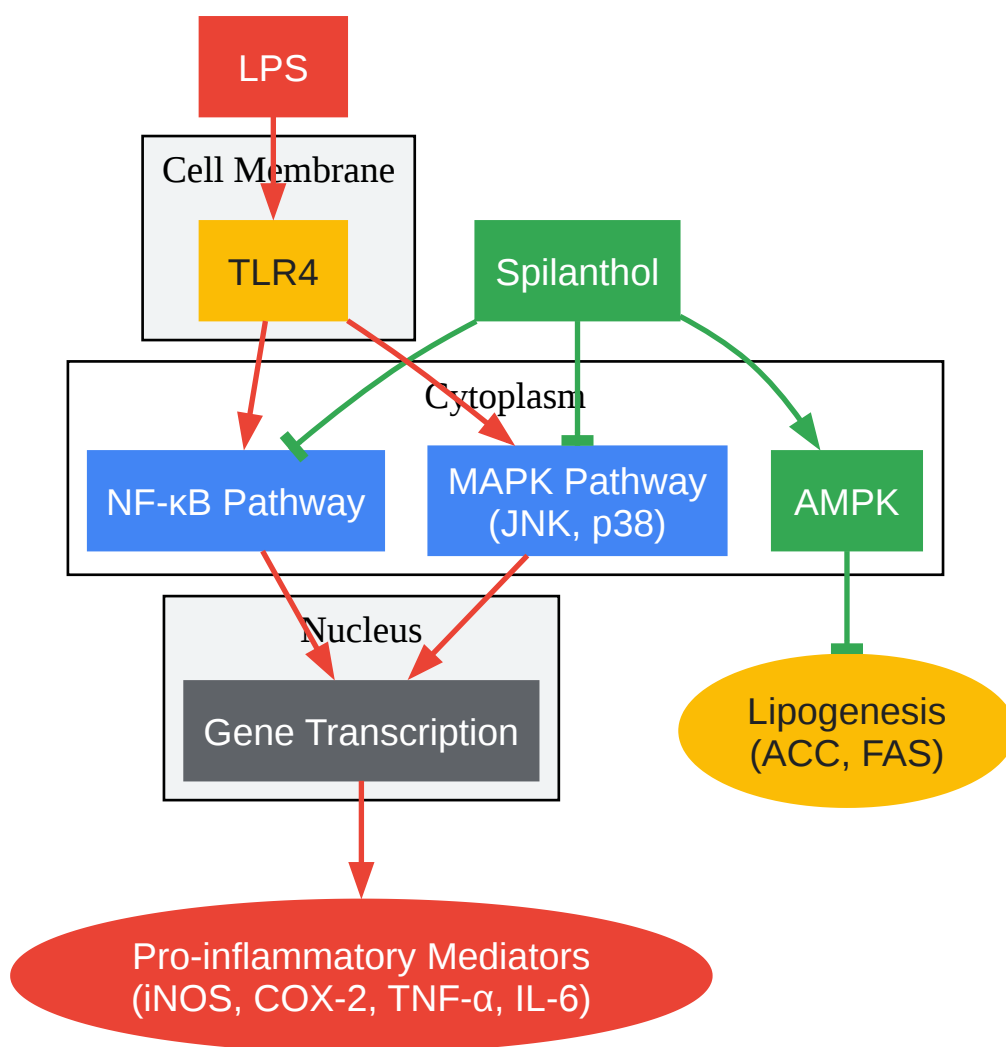 LPS
Cell Membrane
TLR4
Spilanthol
Cytoplasm
NF-κB Pathway
MAPK Pathway
(JNK, p38)
AMPK
Nucleus
Gene Transcription
Lipogenesis
(ACC, FAS)
Pro-inflammatory Mediators
(iNOS, COX-2, TNF-α, IL-6)